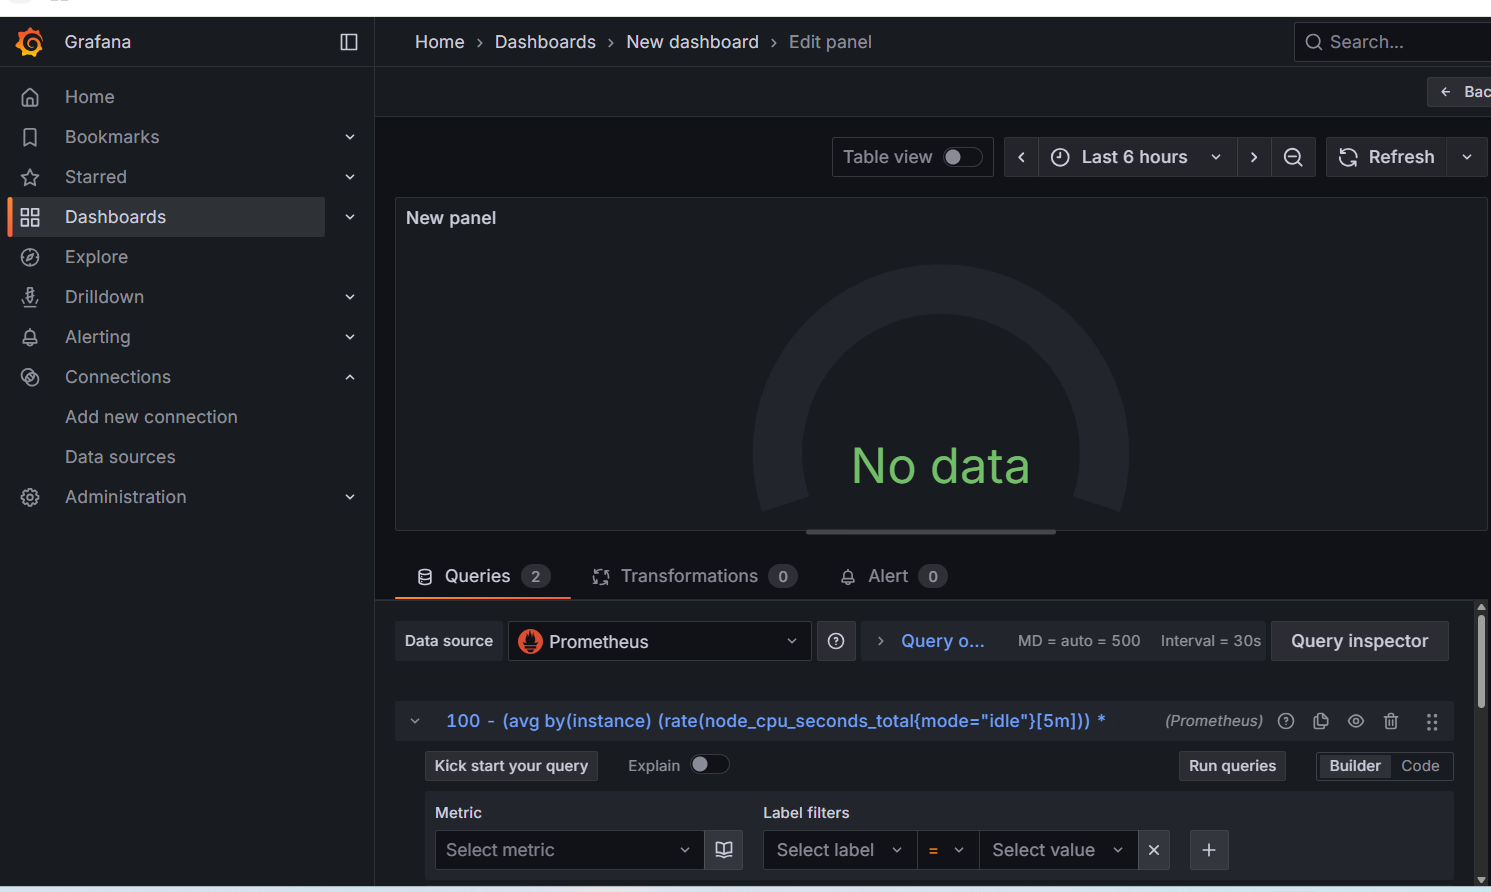 Grafana
Home › Dashboards › New dashboard › Edit panel
Search...
Home
Bookmarks
Starred
Dashboards
Explore
Drilldown
Alerting
Connections
Add new connection
Data sources
Administration
← Bac
Table view
Last 6 hours
Refresh
New panel
No data
Queries 2
Transformations 0
Alert 0
Data source
Prometheus
Query o...
MD = auto = 500
Interval = 30s
Query inspector
100 - (avg by(instance) (rate(node_cpu_seconds_total{mode="idle"}[5m])) *
(Prometheus)
Kick start your query
Explain
Run queries
Builder
Code
Metric
Label filters
Select metric
Select label
=
Select value